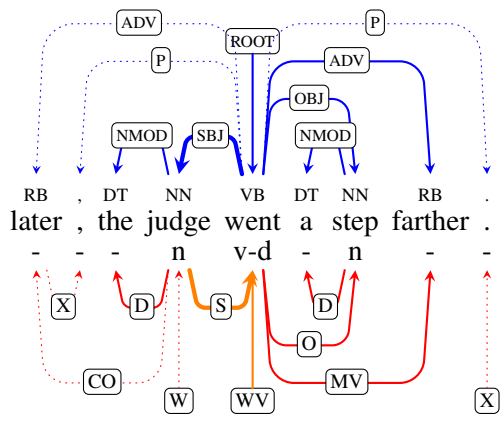 ADV ROOT P
P ADV
OBJ
NMOD SBJ NMOD
RB , DT NN VB DT NN RB .
later , the judge went a step farther .
- - - n v-d - n - -
X D S D
O
CO MV
W WV X